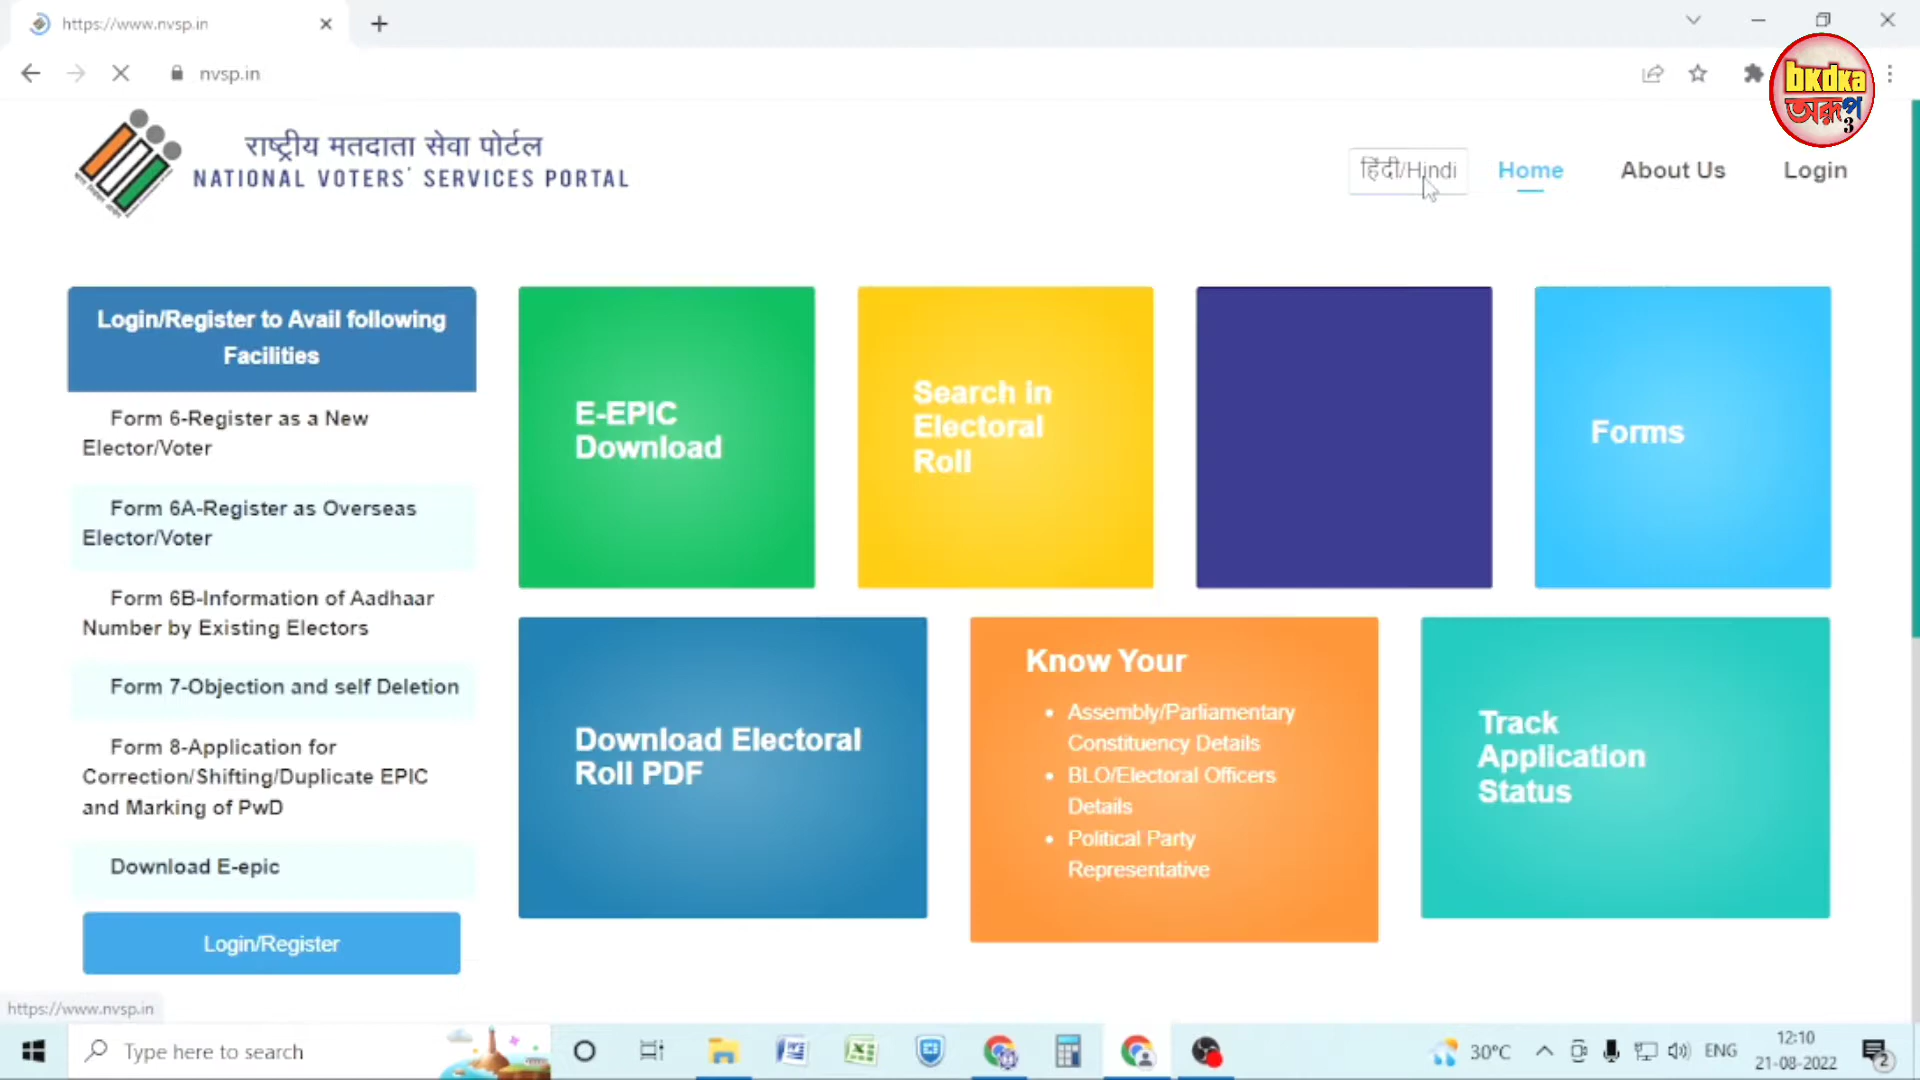 https://www.nvsp.in
nvsp.in
bkdka
অরূপ
3
राष्ट्रीय मतदाता सेवा पोर्टल
NATIONAL VOTERS' SERVICES PORTAL
हिंदी/Hindi
Home
About Us
Login
Login/Register to Avail following
Facilities
Form 6-Register as a New
Elector/Voter
Form 6A-Register as Overseas
Elector/Voter
Form 6B-Information of Aadhaar
Number by Existing Electors
Form 7-Objection and self Deletion
Form 8-Application for
Correction/Shifting/Duplicate EPIC
and Marking of PwD
Download E-epic
Login/Register
E-EPIC
Download
Search in
Electoral
Roll
Forms
Download Electoral
Roll PDF
Know Your
• Assembly/Parliamentary
Constituency Details
• BLO/Electoral Officers
Details
• Political Party
Representative
Track
Application
Status
https://www.nvsp.in
Type here to search
30°C
ENG
12:10
21-08-2022
2